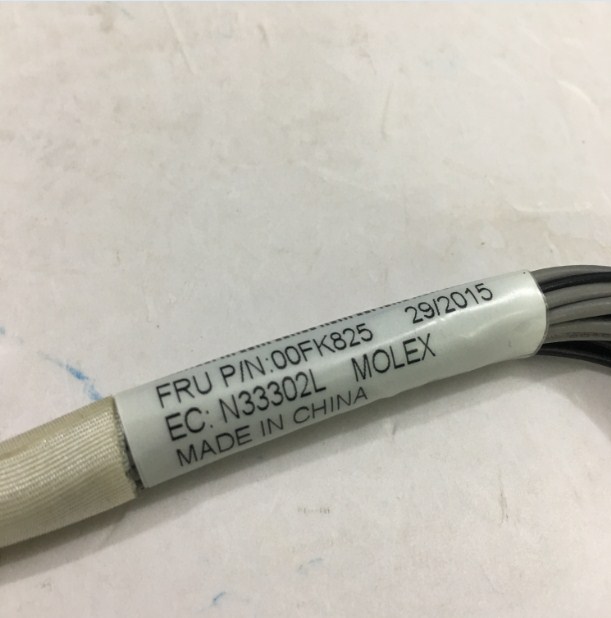 FRU P/N:00FK825 29/2015
EC: N33302L MOLEX
MADE IN CHINA